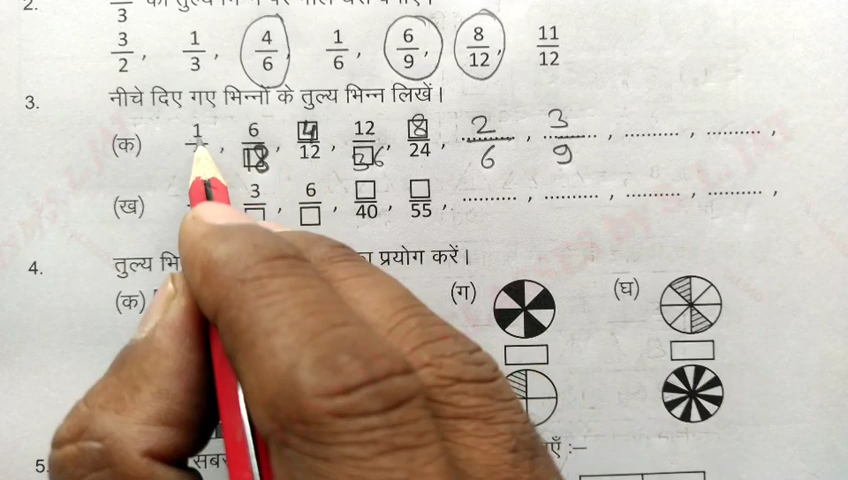 2.
3
3/2, 1/3, 4/6, 1/6, 6/9, 8/12, 11/12
3. नीचे दिए गए भिन्नों के तुल्य भिन्न लिखें।
(क) 1, 6/18, 4/12, 12/36, 8/24, 2/6, 3/9, .........., ..........,
(ख) 3/□, 6/□, □/40, □/55, .........., .........., .........., ..........,
4. तुल्य प्रयोग करें।
(क) (ग) (घ)
5.